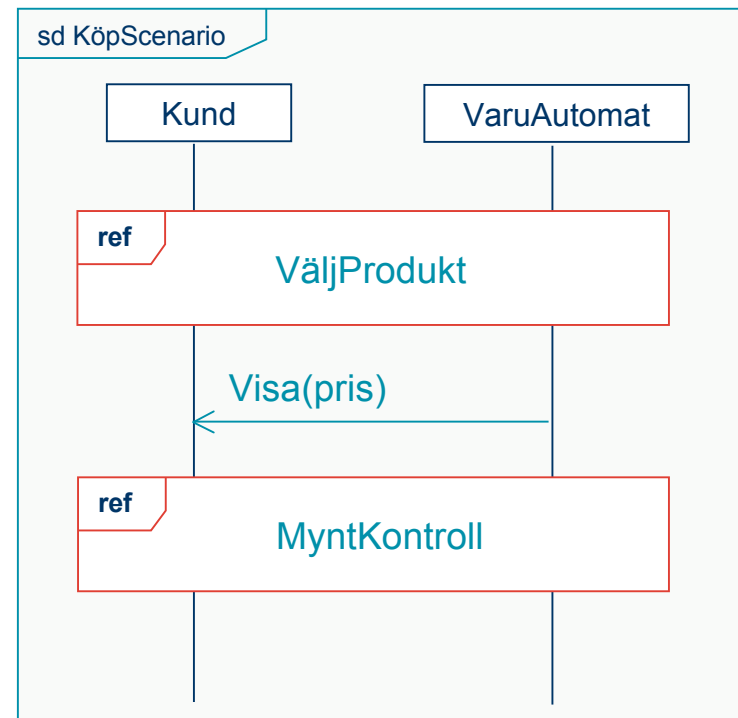 sd KöpScenario
Kund
VaruAutomat
ref
VäljProdukt
Visa(pris)
ref
MyntKontroll